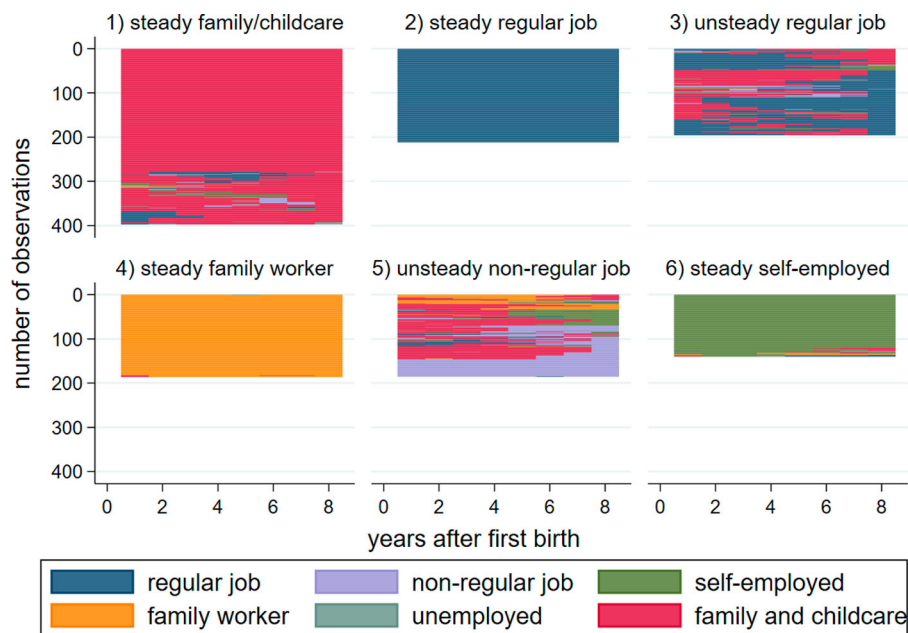 1) steady family/childcare
2) steady regular job
3) unsteady regular job
0
100
200
300
400
4) steady family worker
5) unsteady non-regular job
6) steady self-employed
0
100
200
300
400
number of observations
0 2 4 6 8
0 2 4 6 8
0 2 4 6 8
years after first birth
regular job
non-regular job
self-employed
family worker
unemployed
family and childcare